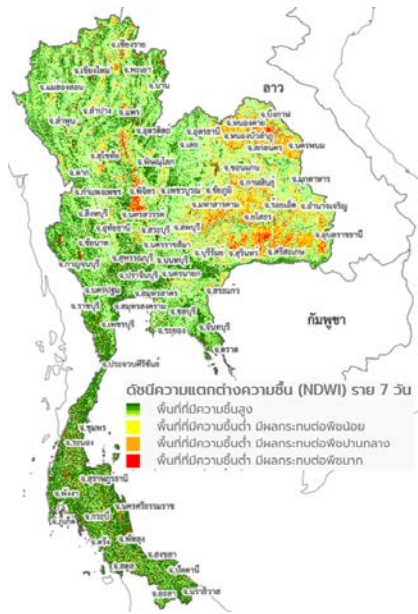 จ.เชียงราย
จ.เชียงใหม่
จ.พะเยา
จ.แม่ฮ่องสอน
จ.น่าน
จ.ลำปาง
จ.แพร่
จ.ลำพูน
ลาว
จ.บึงกาฬ
จ.หนองคาย
จ.อุตรดิตถ์
จ.อุดรธานี
จ.หนองบัวลำภู
จ.เลย
จ.สกลนคร
จ.นครพนม
จ.สุโขทัย
จ.พิษณุโลก
จ.ตาก
จ.ขอนแก่น
จ.มุกดาหาร
จ.กาฬสินธุ์
จ.กำแพงเพชร
จ.พิจิตร
จ.เพชรบูรณ์
จ.ชัยภูมิ
จ.มหาสารคาม
จ.ร้อยเอ็ด
จ.อำนาจเจริญ
จ.ยโสธร
จ.สิงห์บุรี
จ.นครสวรรค์
จ.อุทัยธานี
จ.สระบุรี
จ.ลพบุรี
จ.อุบลราชธานี
จ.ชัยนาท
จ.นครราชสีมา
จ.บุรีรัมย์
จ.สุรินทร์
จ.ศรีสะเกษ
จ.สุพรรณบุรี
จ.นนทบุรี
จ.กาญจนบุรี
จ.ปราจีนบุรี
จ.นครนายก
จ.สระแก้ว
จ.นครปฐม
จ.สมุทรสาคร
จ.ราชบุรี
จ.สมุทรสงคราม
จ.ชลบุรี
จ.เพชรบุรี
จ.ระยอง
จ.จันทบุรี
จ.ตราด
กัมพูชา
จ.ประจวบคีรีขันธ์
ดัชนีความแตกต่างความชื้น (NDWI) ราย 7 วัน
พื้นที่ที่มีความชื้นสูง
พื้นที่ที่มีความชื้นต่ำ มีผลกระทบต่อพืชน้อย
พื้นที่ที่มีความชื้นต่ำ มีผลกระทบต่อพืชปานกลาง
พื้นที่ที่มีความชื้นต่ำ มีผลกระทบต่อพืชมาก
จ.ชุมพร
จ.ระนอง
จ.สุราษฎร์ธานี
จ.พังงา
จ.นครศรีธรรมราช
จ.กระบี่
จ.ภูเก็ต
จ.พัทลุง
จ.ตรัง
จ.สงขลา
จ.สตูล
จ.ปัตตานี
จ.ยะลา
จ.นราธิวาส